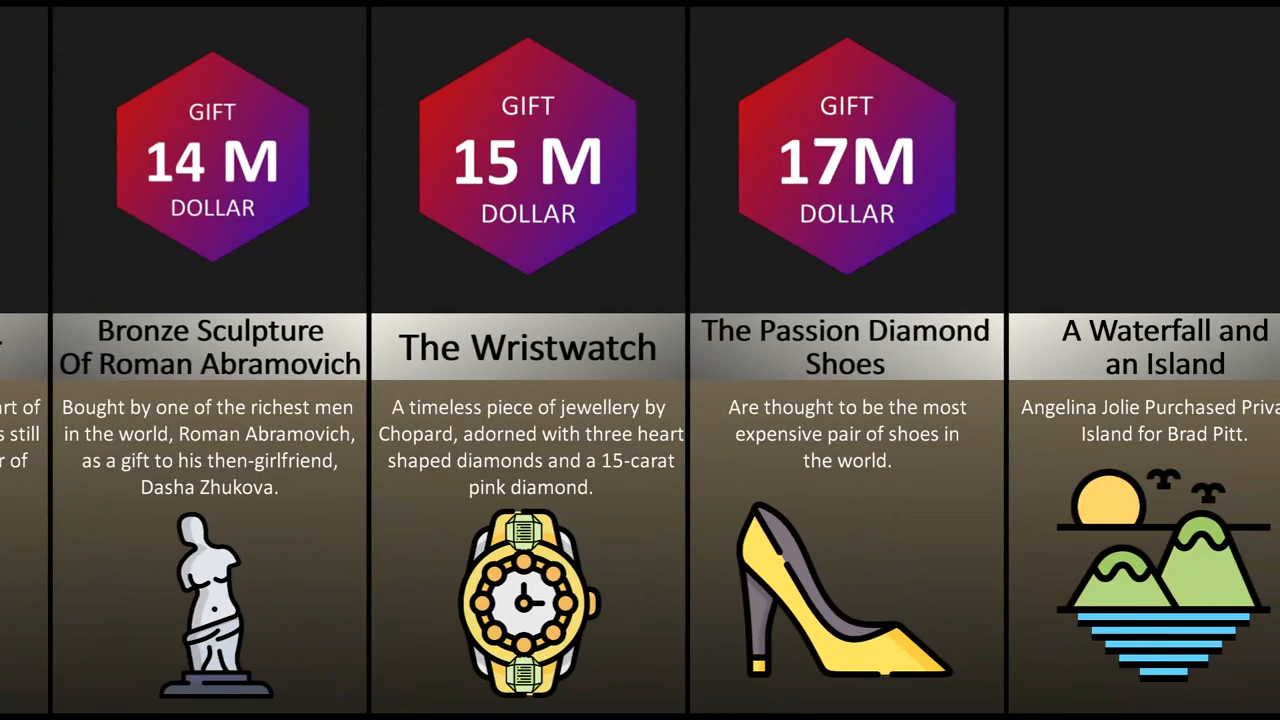 GIFT
14 M
DOLLAR
Bronze Sculpture
Of Roman Abramovich
Bought by one of the richest men
in the world, Roman Abramovich,
as a gift to his then-girlfriend,
Dasha Zhukova.
GIFT
15 M
DOLLAR
The Wristwatch
A timeless piece of jewellery by
Chopard, adorned with three heart
shaped diamonds and a 15-carat
pink diamond.
GIFT
17M
DOLLAR
The Passion Diamond
Shoes
Are thought to be the most
expensive pair of shoes in
the world.
A Waterfall and
an Island
Angelina Jolie Purchased
Island for Brad Pitt.